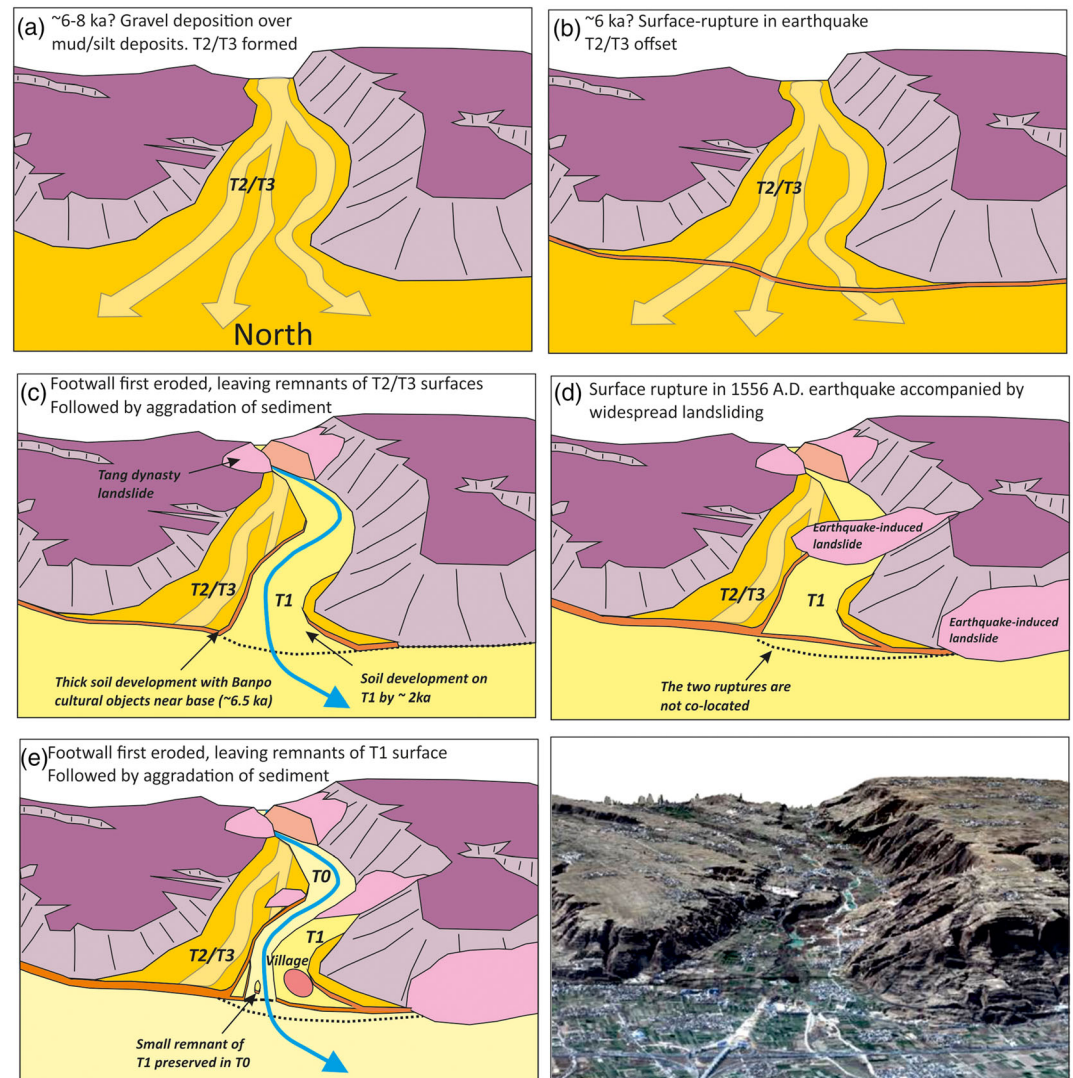 (a) ~6-8 ka? Gravel deposition over
mud/silt deposits. T2/T3 formed
T2/T3
North
(b) ~6 ka? Surface-rupture in earthquake
T2/T3 offset
T2/T3
(c) Footwall first eroded, leaving remnants of T2/T3 surfaces
Followed by aggradation of sediment
Tang dynasty
landslide
T2/T3
T1
Thick soil development with Banpo
cultural objects near base (~6.5 ka)
Soil development on
T1 by ~ 2ka
(d) Surface rupture in 1556 A.D. earthquake accompanied by
widespread landsliding
Earthquake-induced
landslide
T2/T3
T1
Earthquake-induced
landslide
The two ruptures are
not co-located
(e) Footwall first eroded, leaving remnants of T1 surface
Followed by aggradation of sediment
T0
T1
T2/T3
Village
Small remnant of
T1 preserved in T0